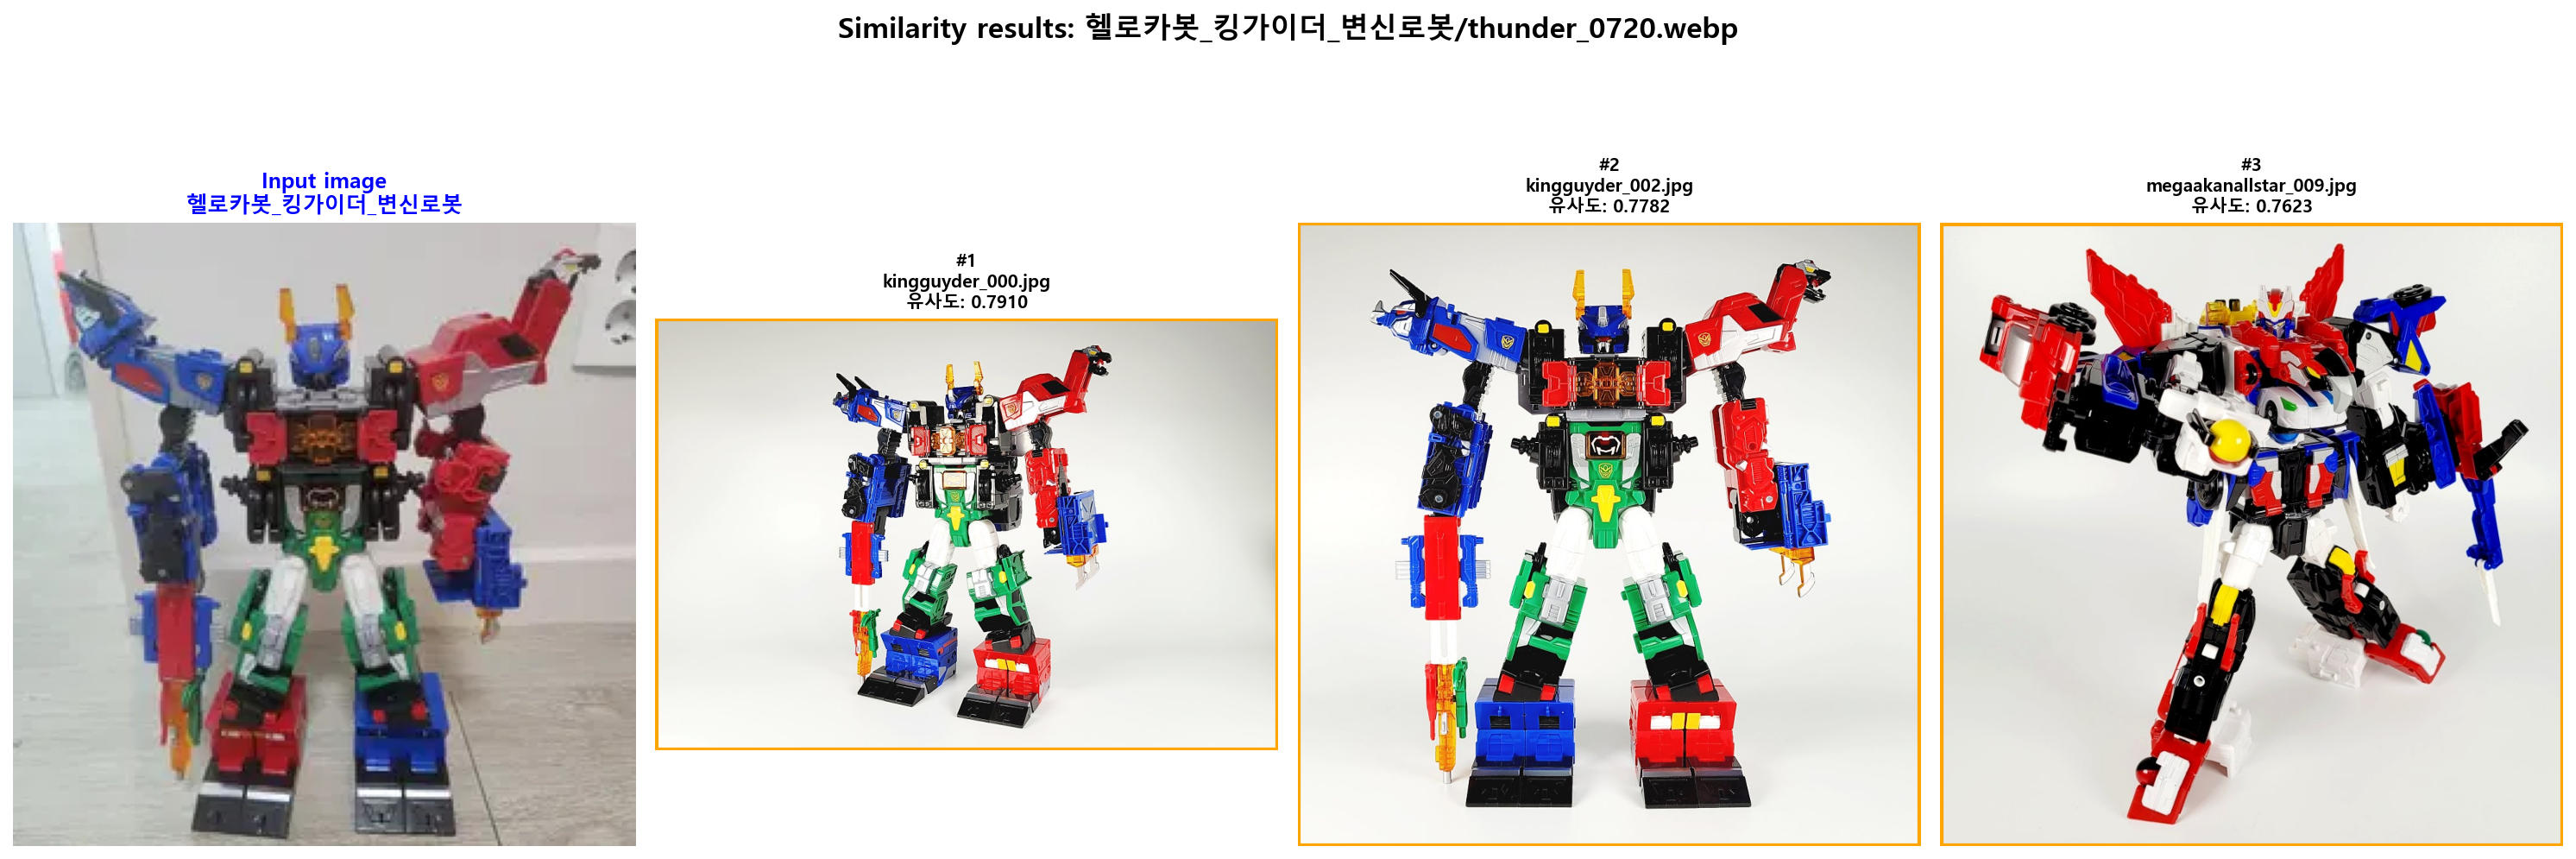 Similarity results: 헬로카봇_킹가이더_변신로봇/thunder_0720.webp
Input image
헬로카봇_킹가이더_변신로봇
#1
kingguyder_000.jpg
유사도: 0.7910
#2
kingguyder_002.jpg
유사도: 0.7782
#3
megaakanallstar_009.jpg
유사도: 0.7623